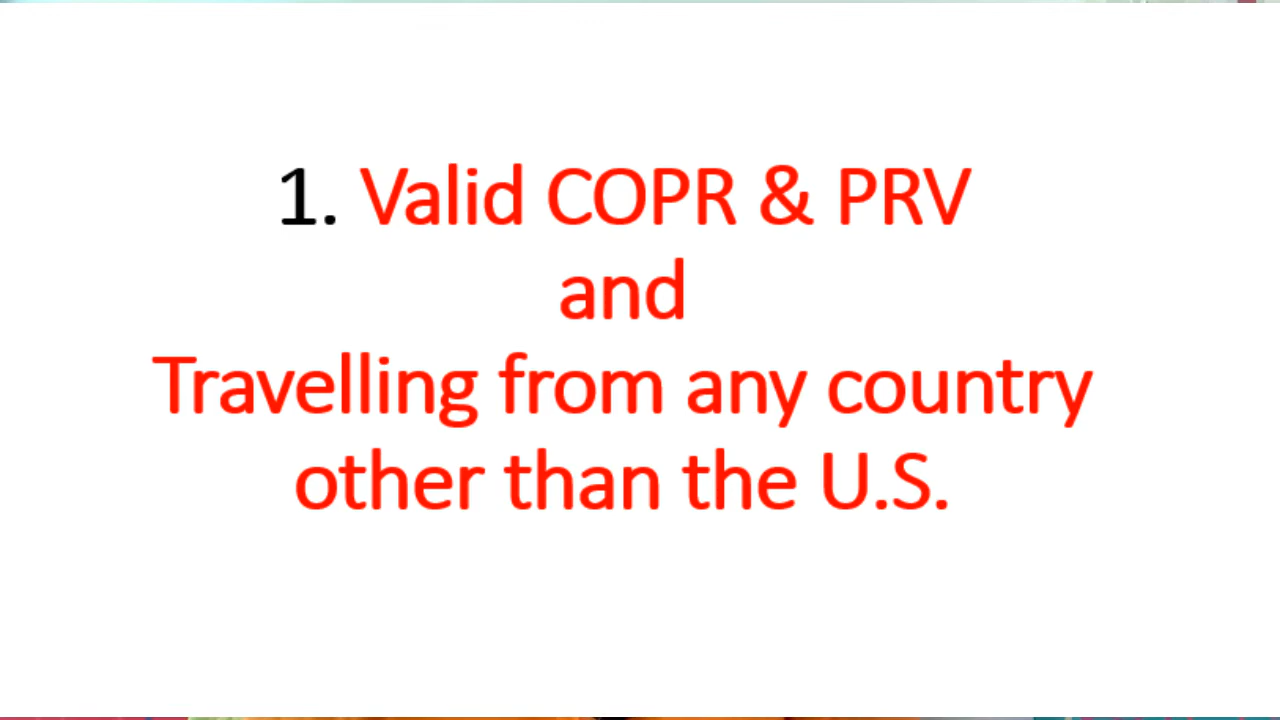 1. Valid COPR & PRV
and
Travelling from any country
other than the U.S.